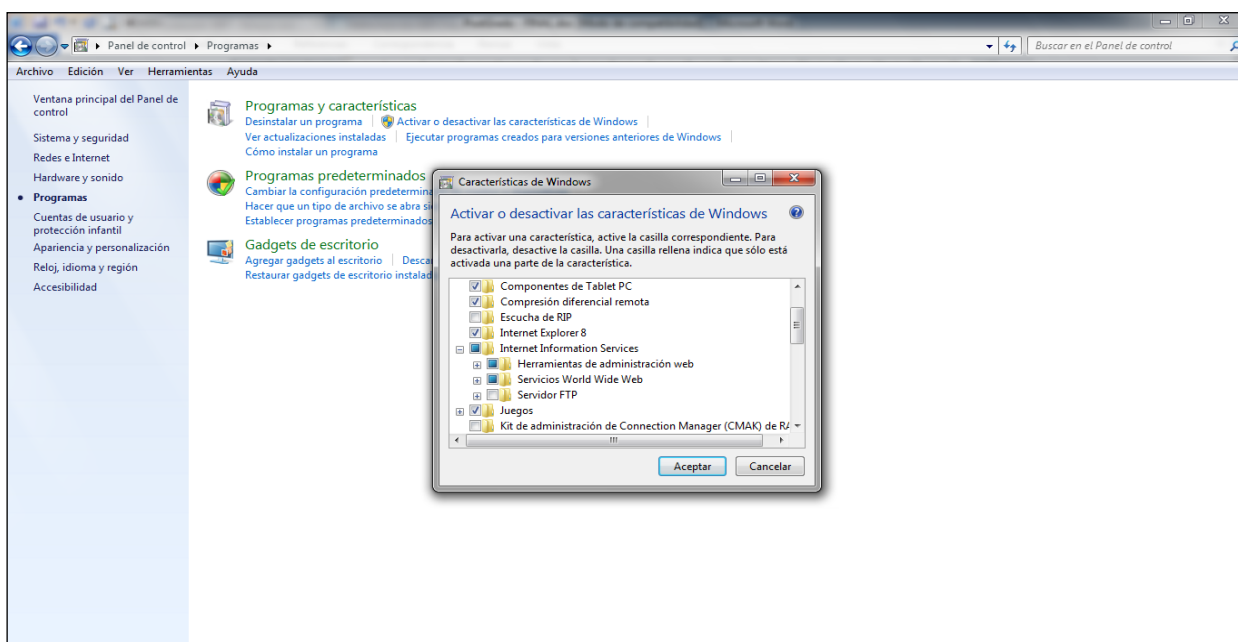 Panel de control ▸ Programas ▸
Buscar en el Panel de control
Archivo Edición Ver Herramientas Ayuda
Ventana principal del Panel de
control
Sistema y seguridad
Redes e Internet
Hardware y sonido
Programas
Cuentas de usuario y
protección infantil
Apariencia y personalización
Reloj, idioma y región
Accesibilidad
Programas y características
Desinstalar un programa
Activar o desactivar las características de Windows
Ver actualizaciones instaladas
Ejecutar programas creados para versiones anteriores de Windows
Cómo instalar un programa
Programas predeterminados
Cambiar la configuración predetermina
Hacer que un tipo de archivo se abra si
Establecer programas predeterminados
Gadgets de escritorio
Agregar gadgets al escritorio
Desca
Restaurar gadgets de escritorio instalad
Características de Windows
Activar o desactivar las características de Windows
Para activar una característica, active la casilla correspondiente. Para
desactivarla, desactive la casilla. Una casilla rellena indica que sólo está
activada una parte de la característica.
Componentes de Tablet PC
Compresión diferencial remota
Escucha de RIP
Internet Explorer 8
Internet Information Services
Herramientas de administración web
Servicios World Wide Web
Servidor FTP
Juegos
Kit de administración de Connection Manager (CMAK) de RA
Aceptar
Cancelar